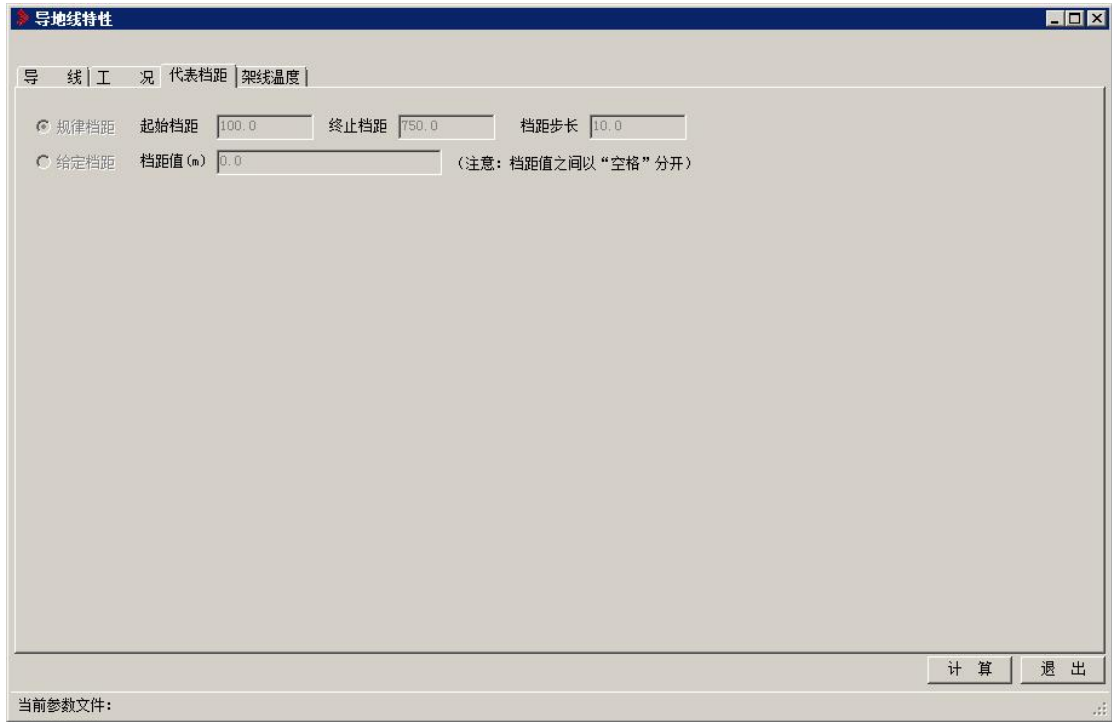 导地线特性
导 线 工 况 代表档距 架线温度
规律档距 起始档距 100.0 终止档距 750.0 档距步长 10.0
给定档距 档距值(m) 0.0 (注意: 档距值之间以“空格”分开)
计 算 退 出
当前参数文件: